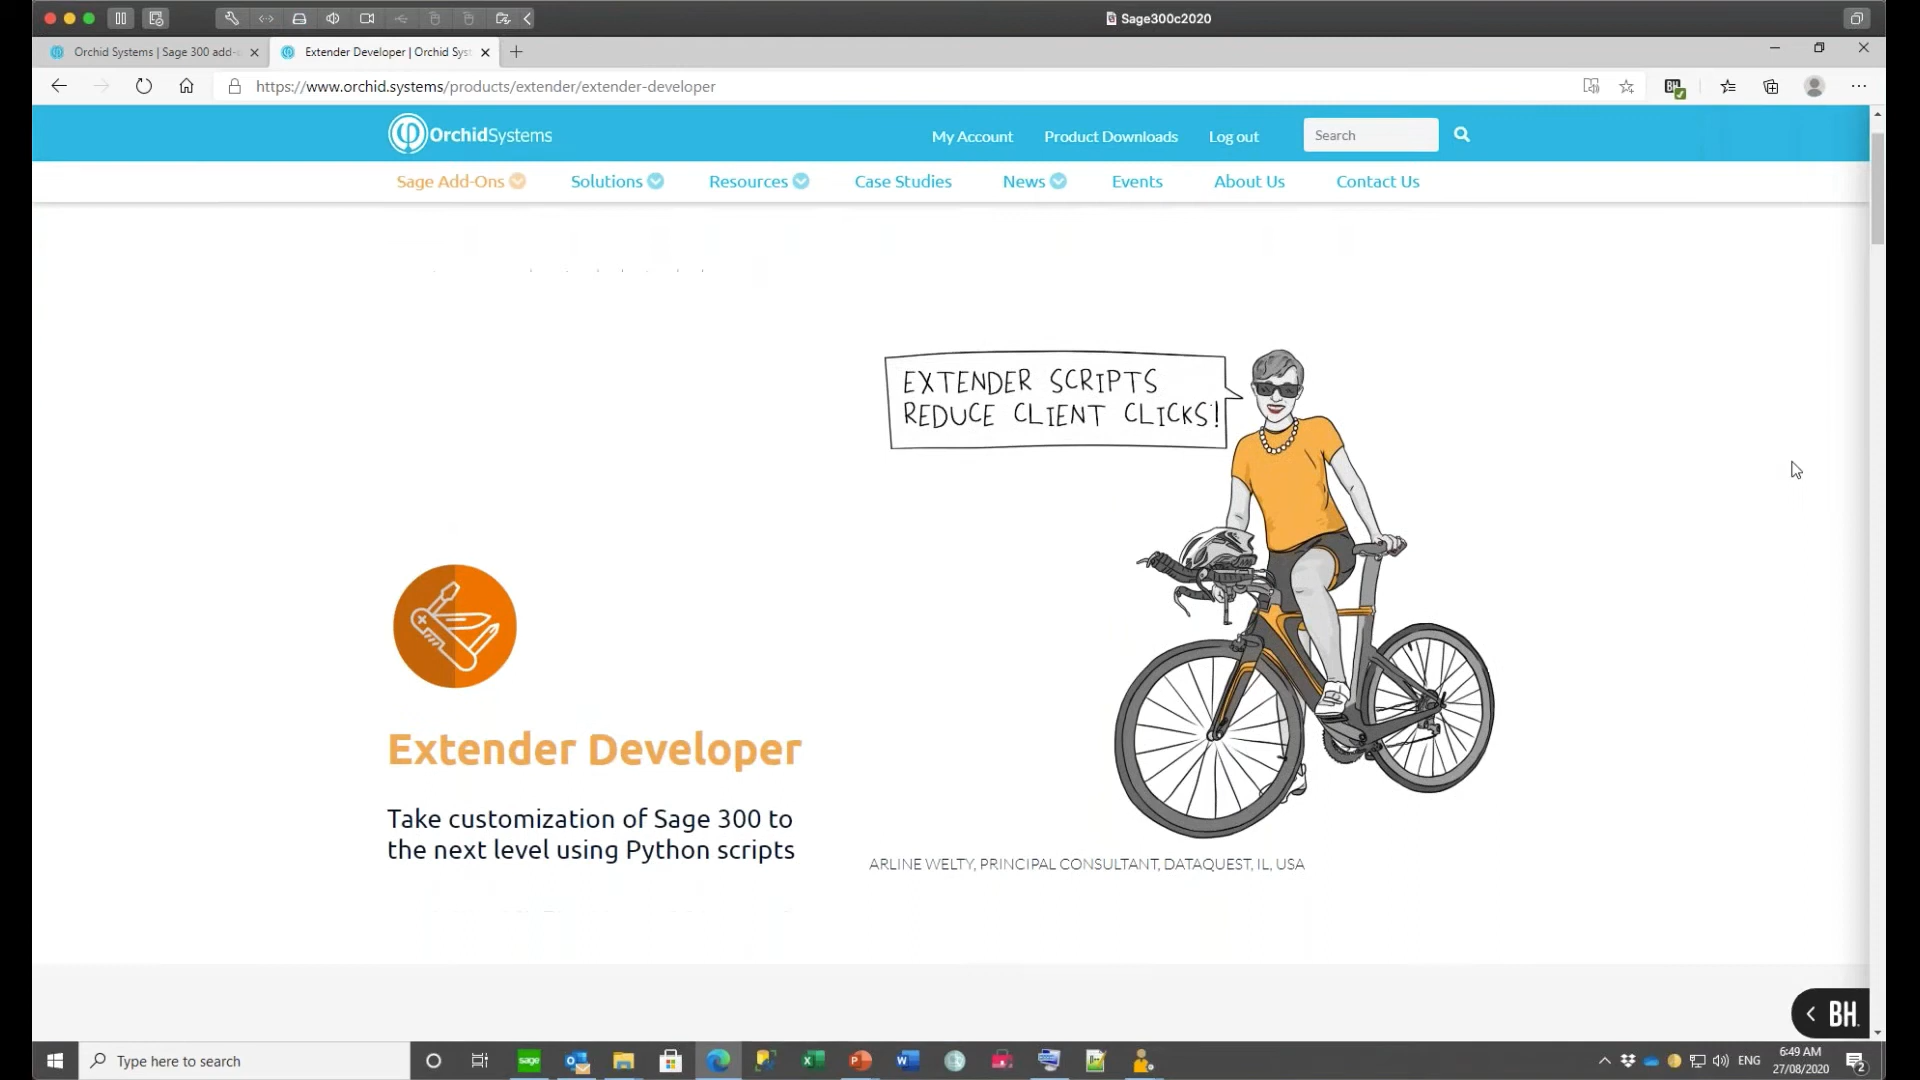 Sage300c2020
Orchid Systems | Sage 300 add-
Extender Developer | Orchid Syst
https://www.orchid.systems/products/extender/extender-developer
BH
OrchidSystems
My Account
Product Downloads
Log out
Search
Sage Add-Ons
Solutions
Resources
Case Studies
News
Events
About Us
Contact Us
EXTENDER SCRIPTS
REDUCE CLIENT CLICKS!
Extender Developer
Take customization of Sage 300 to
the next level using Python scripts
ARLINE WELTY, PRINCIPAL CONSULTANT, DATAQUEST, IL, USA
BH.
Type here to search
sage
ENG
6:49 AM
27/08/2020
2